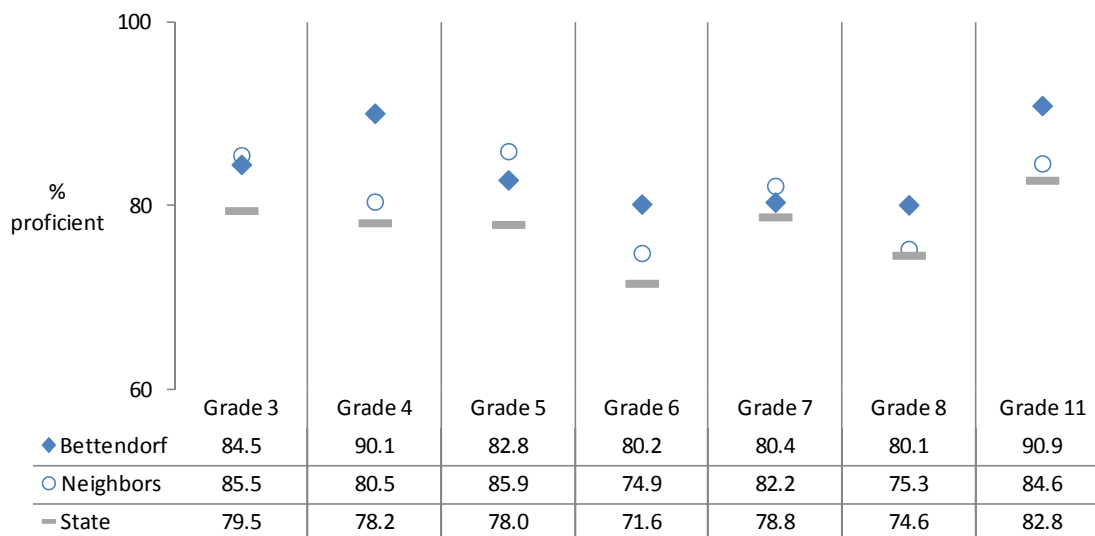 100
80
60
%
proficient
Grade 3 Grade 4 Grade 5 Grade 6 Grade 7 Grade 8 Grade 11
Bettendorf 84.5 90.1 82.8 80.2 80.4 80.1 90.9
Neighbors 85.5 80.5 85.9 74.9 82.2 75.3 84.6
State 79.5 78.2 78.0 71.6 78.8 74.6 82.8